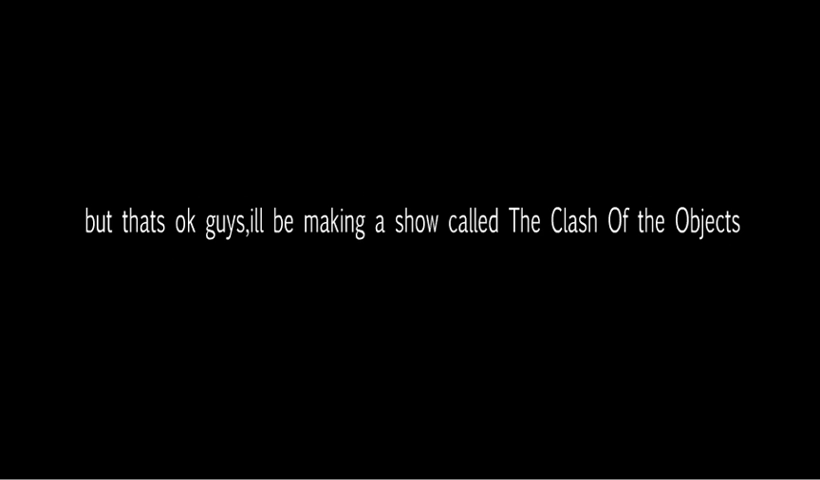 but thats ok guys,ill be making a show called The Clash Of the Objects